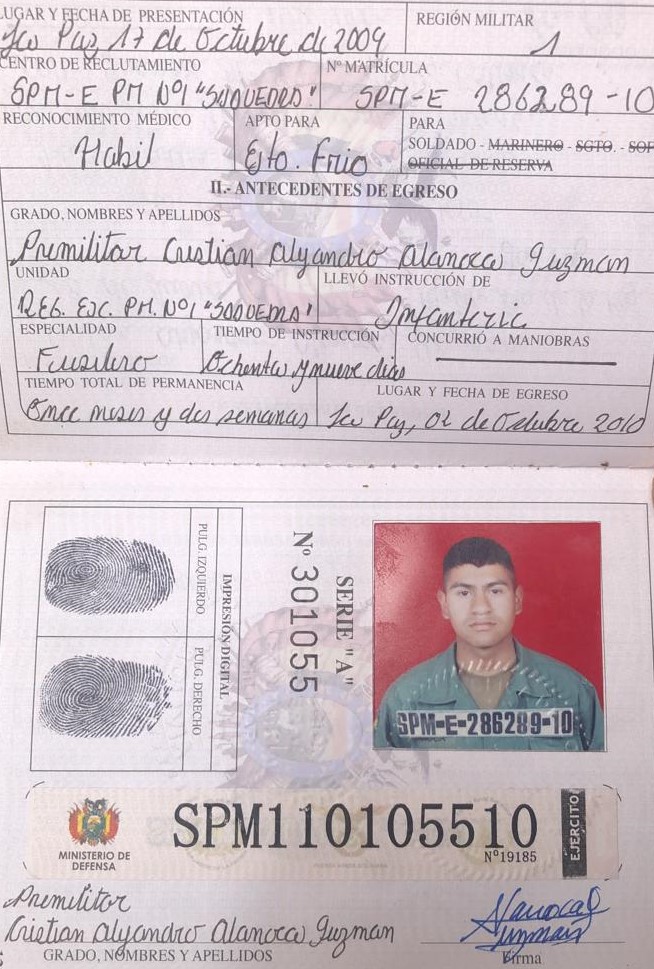 LUGAR Y FECHA DE PRESENTACIÓN
La Paz, 17 de Octubre de 2009
REGIÓN MILITAR
1
CENTRO DE RECLUTAMIENTO
SPM-E PM Nº1 "SAAVEDRA"
Nº MATRÍCULA
SPM-E 286289-10
RECONOCIMIENTO MÉDICO
Habil
APTO PARA
Ejto. Frio
PARA
SOLDADO - MARINERO - SGTO. - SOF
OFICIAL DE RESERVA
II.- ANTECEDENTES DE EGRESO
GRADO, NOMBRES Y APELLIDOS
Premilitar Cristian Alejandro Alanoca Guzman
UNIDAD
REG. ESC. PM. Nº1 "SAAVEDRA"
LLEVÓ INSTRUCCIÓN DE
Infanteria
ESPECIALIDAD
Fusilero
TIEMPO DE INSTRUCCIÓN
Ochenta y nueve dias
CONCURRIÓ A MANIOBRAS
TIEMPO TOTAL DE PERMANENCIA
Once meses y dos semanas
LUGAR Y FECHA DE EGRESO
La Paz, 02 de Octubre 2010
PULG. IZQUIERDO
PULG. DERECHO
IMPRESIÓN DIGITAL
Nº 301055
SERIE "A"
SPM-E-286289-10
MINISTERIO DE
DEFENSA
SPM110105510
Nº19185
EJERCITO
Premilitar
Cristian Alejandro Alanoca Guzman
GRADO, NOMBRES Y APELLIDOS
Alanocal
Guzman
Firma